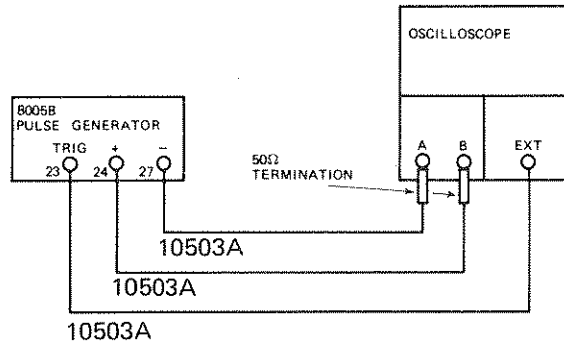 OSCILLOSCOPE
8005B
PULSE GENERATOR
TRIG + −
23 24 27
A B EXT
50Ω
TERMINATION
10503A
10503A
10503A